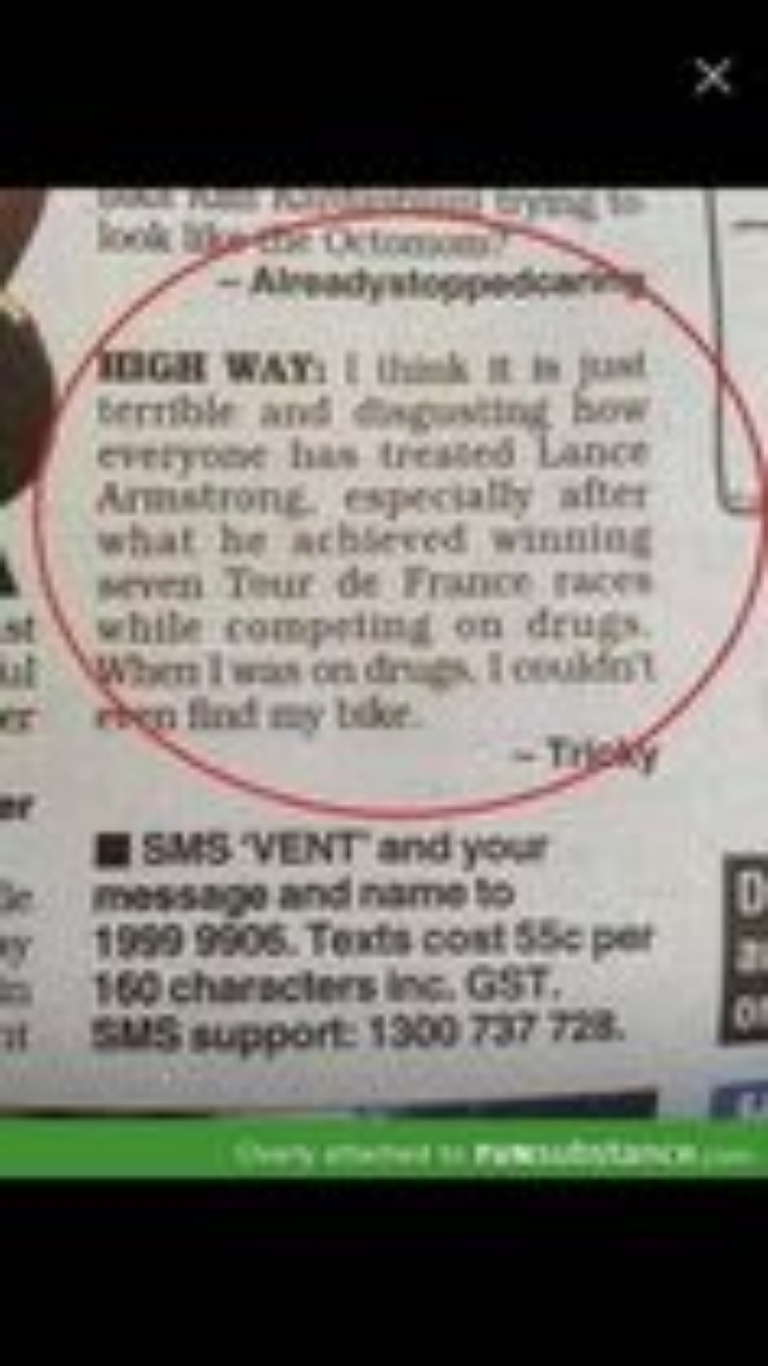 trying to
look like the Octomom?
– Alreadystoppedcaring
HIGH WAY: I think it is just
terrible and disgusting how
everyone has treated Lance
Armstrong, especially after
what he achieved winning
seven Tour de France races
while competing on drugs.
When I was on drugs, I couldn't
even find my bike.
– Tricky
■ SMS 'VENT' and your
message and name to
1999 9906. Texts cost 55c per
160 characters inc. GST.
SMS support: 1300 737 728.
Overly attached to FUNsubstance.com